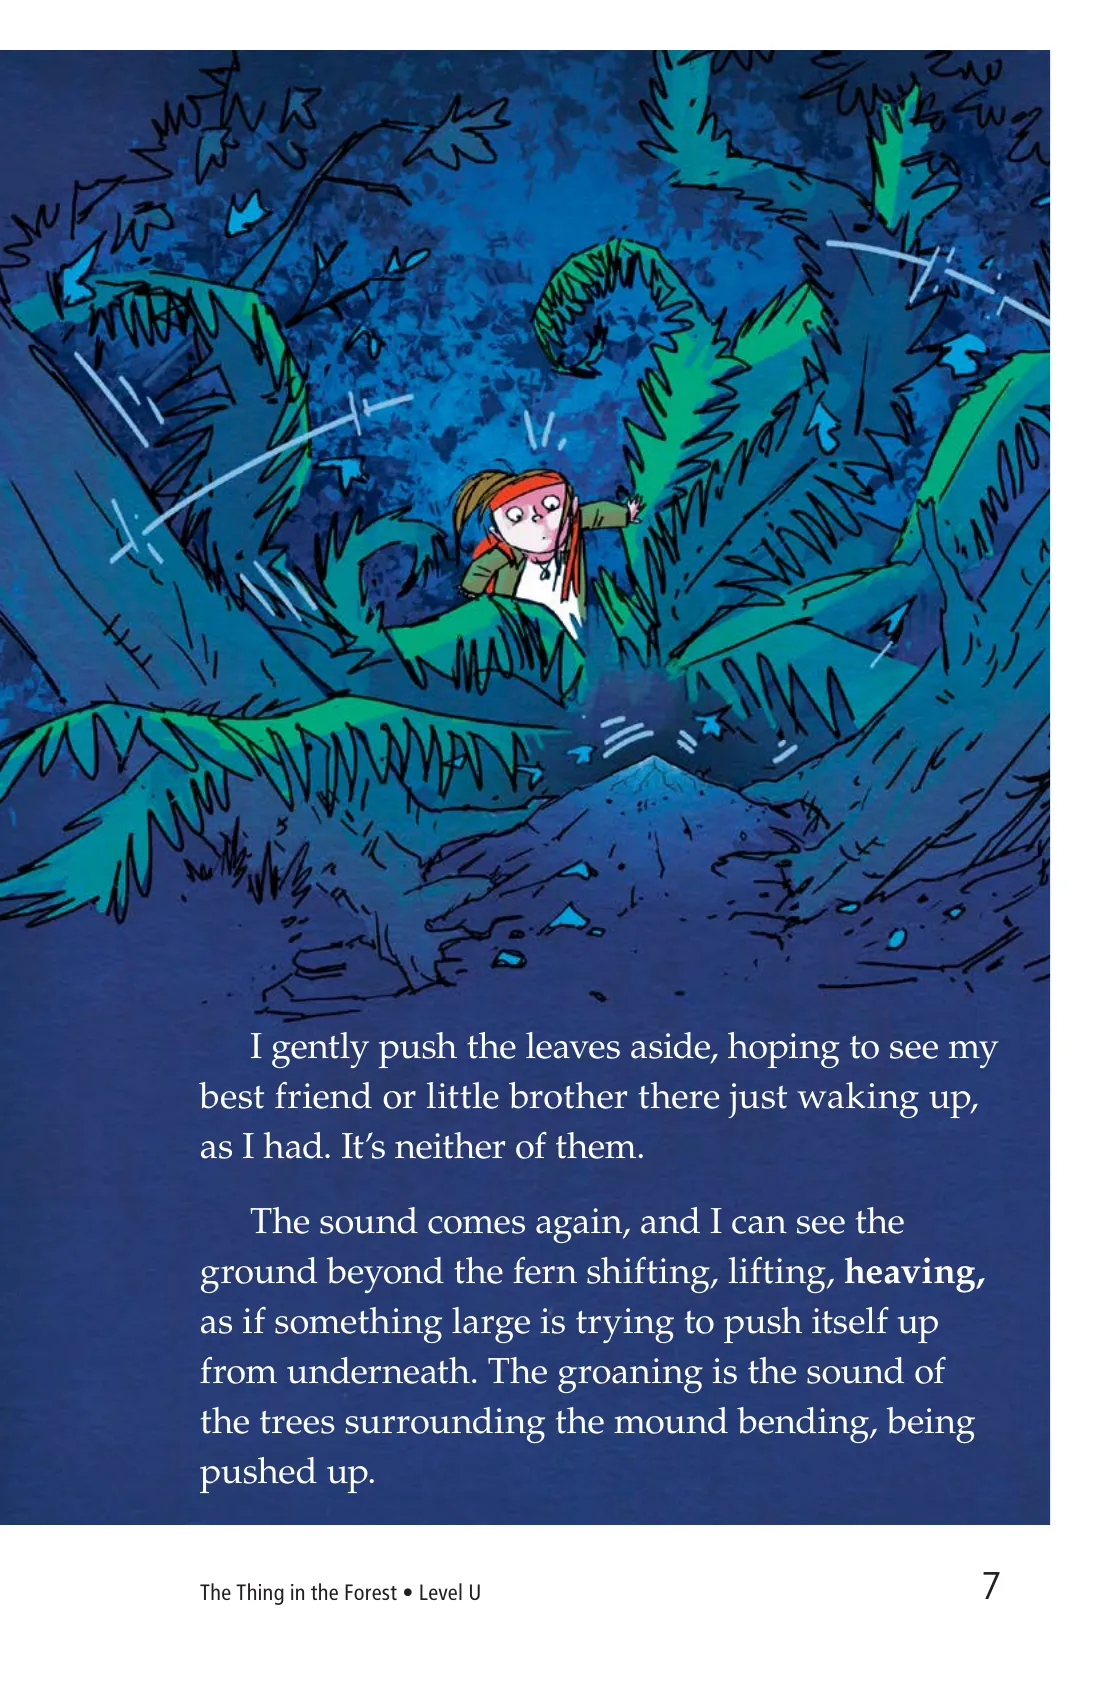 I gently push the leaves aside, hoping to see my
best friend or little brother there just waking up,
as I had. It’s neither of them.
The sound comes again, and I can see the
ground beyond the fern shifting, lifting, heaving,
as if something large is trying to push itself up
from underneath. The groaning is the sound of
the trees surrounding the mound bending, being
pushed up.
The Thing in the Forest • Level U
7